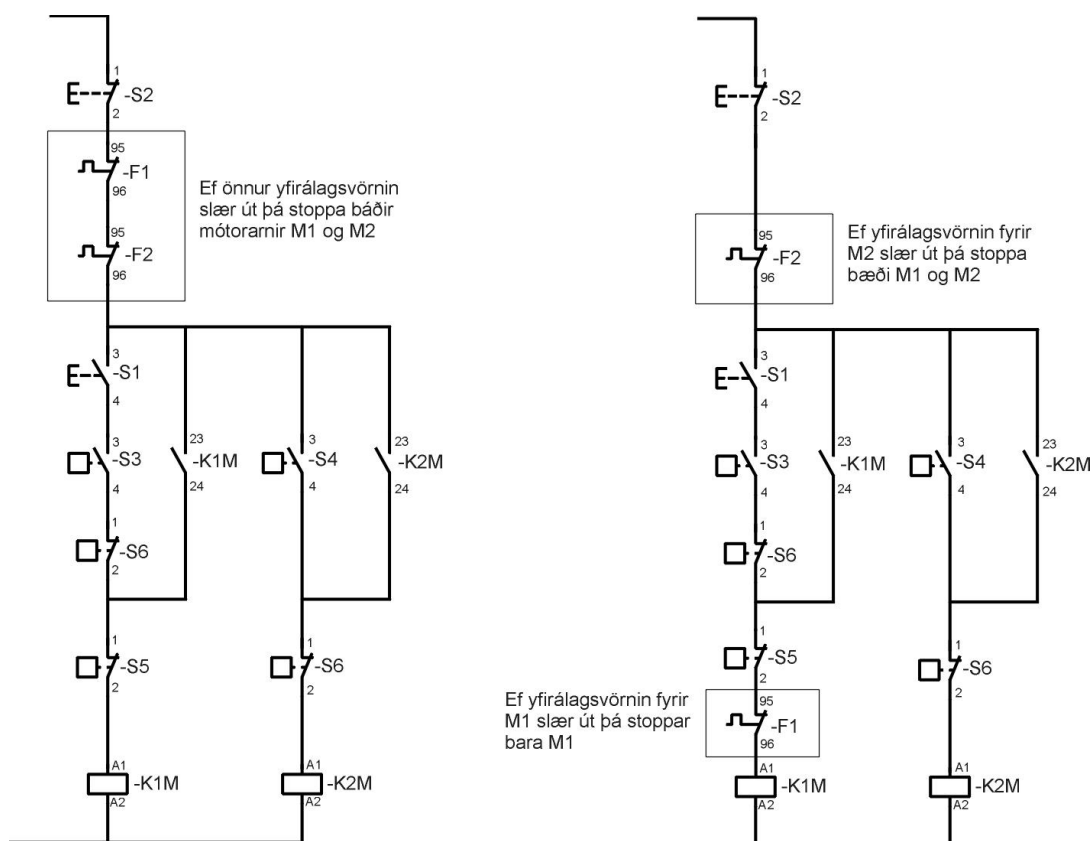 1
-S2
2
95
-F1
96
95
-F2
96
Ef önnur yfirálagsvörnin
slær út þá stoppa báðir
mótorarnir M1 og M2
3
-S1
4
3
-S3
4
23
-K1M
24
3
-S4
4
23
-K2M
24
1
-S6
2
1
-S5
2
1
-S6
2
A1
-K1M
A2
A1
-K2M
A2
1
-S2
2
95
-F2
96
Ef yfirálagsvörnin fyrir
M2 slær út þá stoppa
bæði M1 og M2
3
-S1
4
3
-S3
4
23
-K1M
24
3
-S4
4
23
-K2M
24
1
-S6
2
1
-S5
2
1
-S6
2
Ef yfirálagsvörnin fyrir
M1 slær út þá stoppar
bara M1
95
-F1
96
A1
-K1M
A2
A1
-K2M
A2